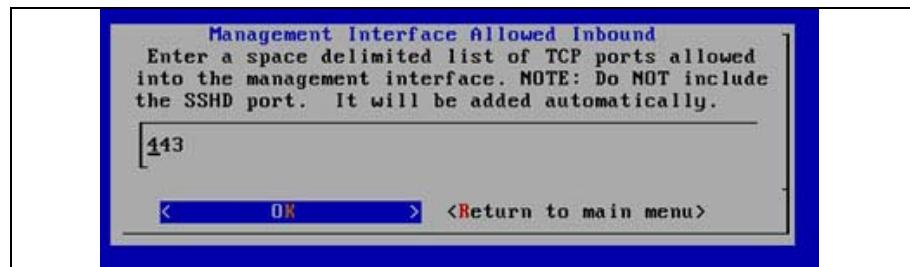 Management Interface Allowed Inbound
Enter a space delimited list of TCP ports allowed
into the management interface. NOTE: Do NOT include
the SSHD port. It will be added automatically.
443
< OK > <Return to main menu>